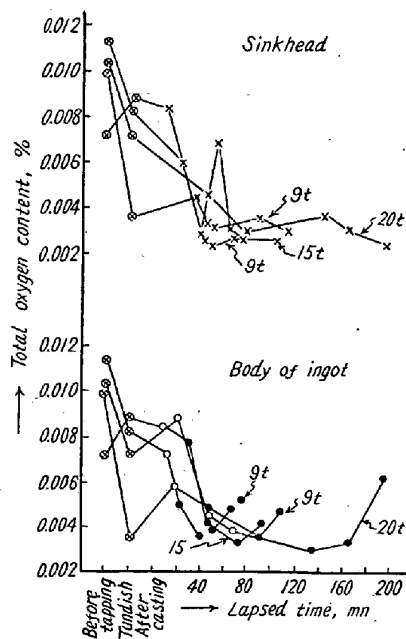 Sinkhead
0.012
0.010
0.008
0.006
0.004
0.002
9t
20t
15t
9t
Total oxygen content, %
Body of ingot
0.012
0.010
0.008
0.006
0.004
0.002
9t
9t
15
20t
Before tapping
Tundish
After casting
40 80 120 160 200
Lapsed time, mn